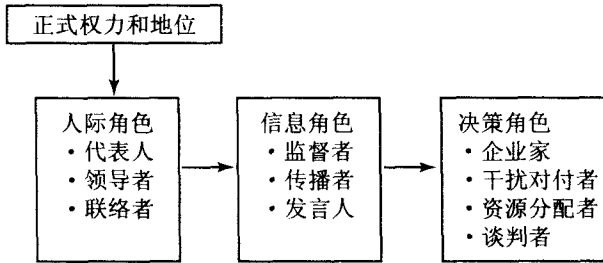 正式权力和地位
人际角色
·代表人
·领导者
·联络者
信息角色
·监督者
·传播者
·发言人
决策角色
·企业家
·干扰对付者
·资源分配者
·谈判者